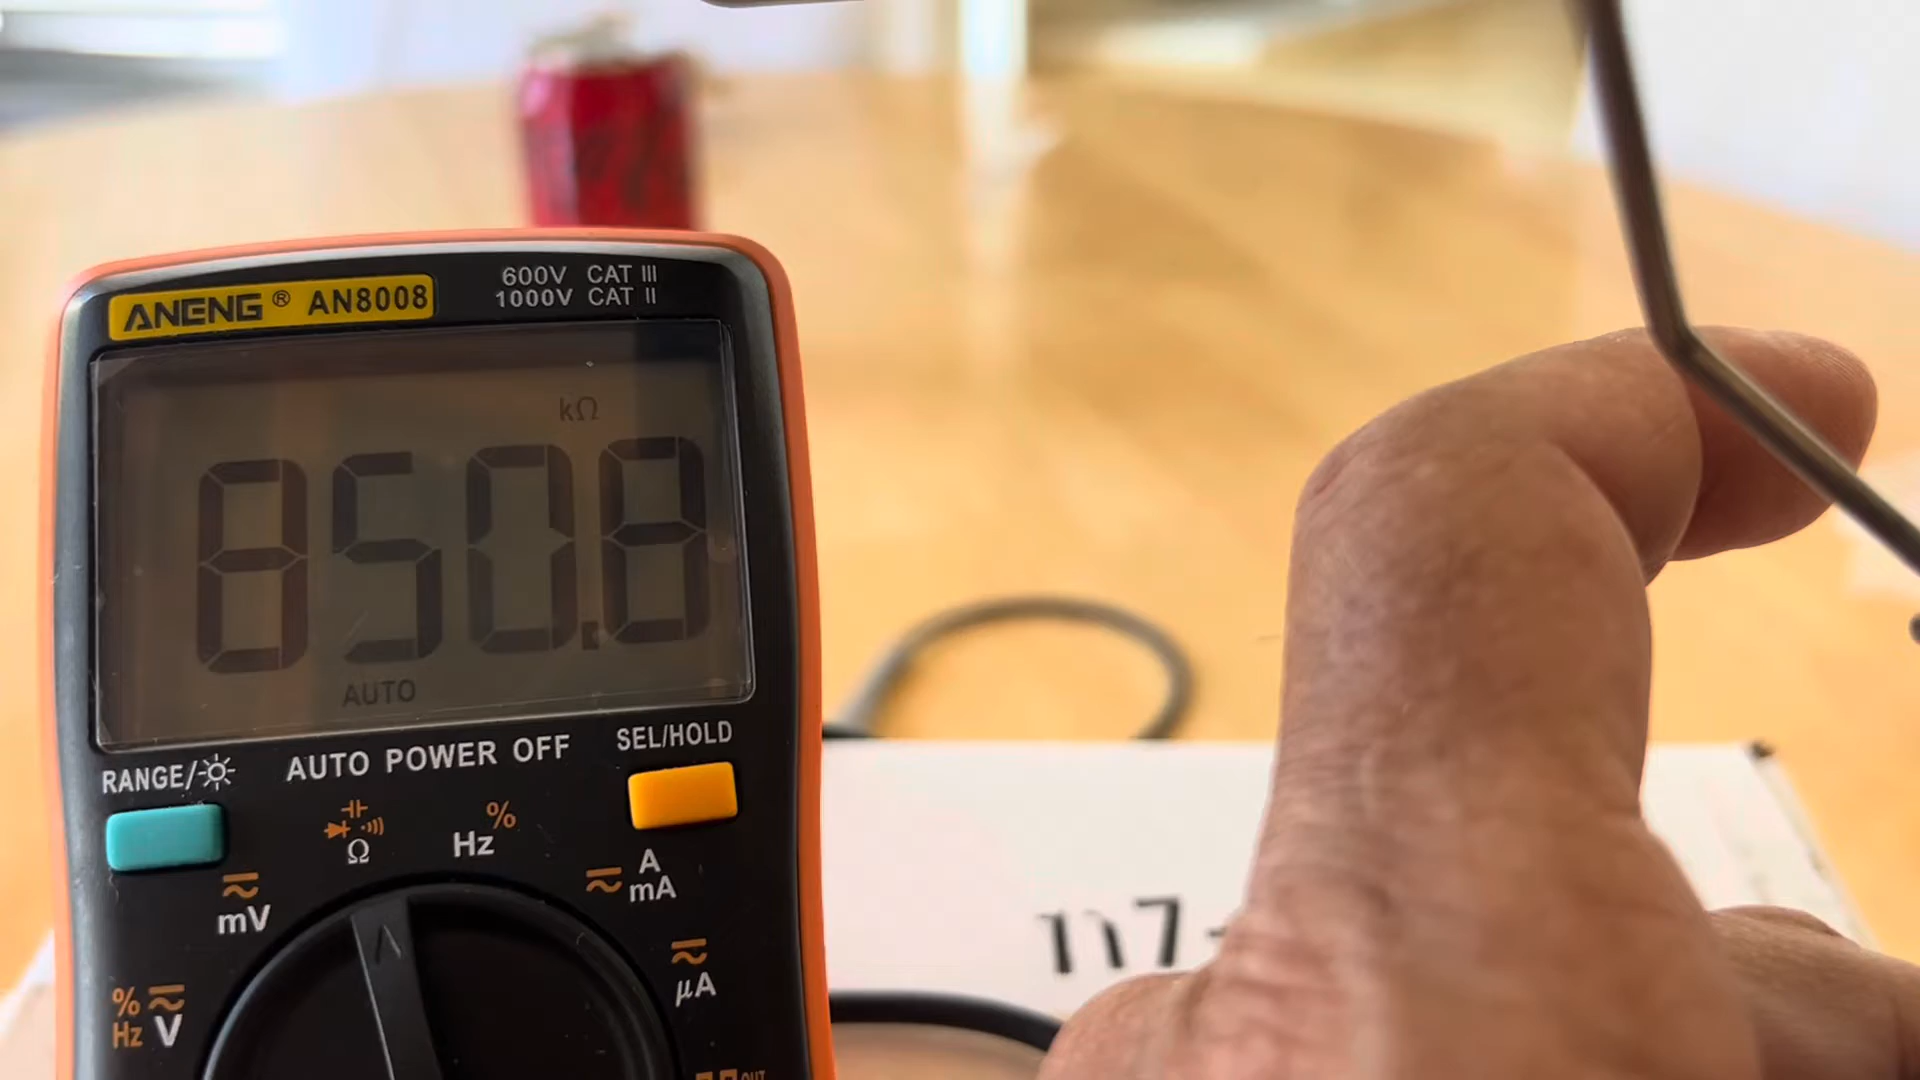 ANENG ® AN8008
600V CAT III
1000V CAT II
kΩ
850.8
AUTO
RANGE/
AUTO POWER OFF
SEL/HOLD
Ω
Hz %
A
mA
mV
μA
%
Hz V
OUT